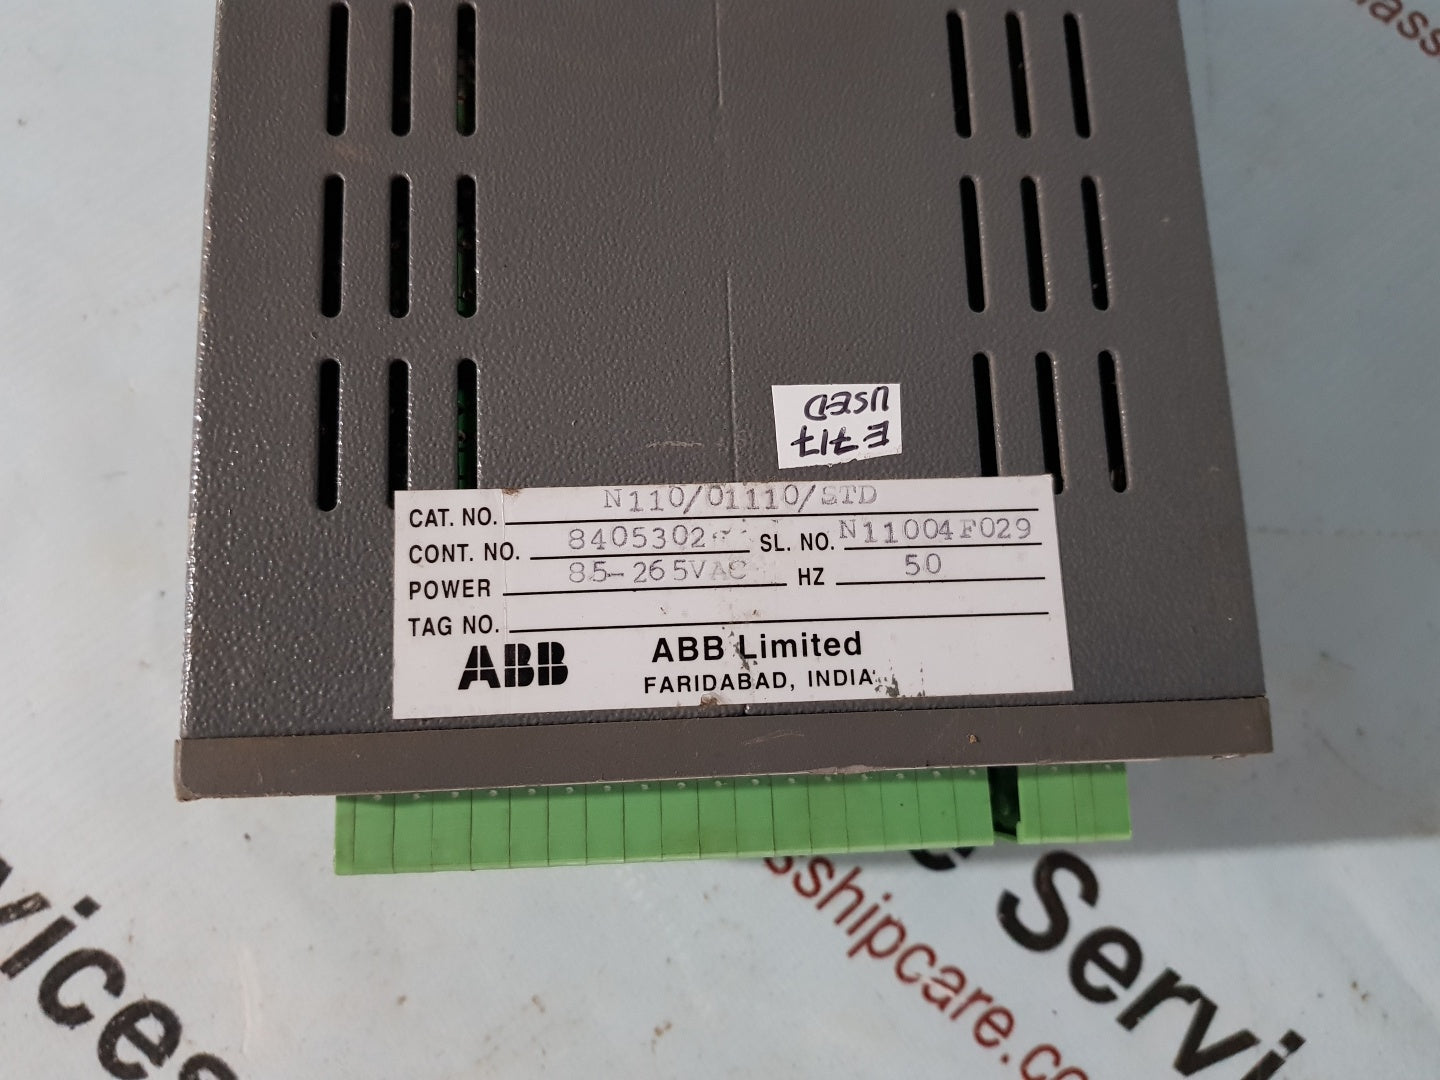 USED
E717
CAT. NO. N110/01110/STD
CONT. NO. 8405302 SL. NO. N11004F029
POWER 85-265VAC HZ 50
TAG NO.
ABB ABB Limited
FARIDABAD, INDIA